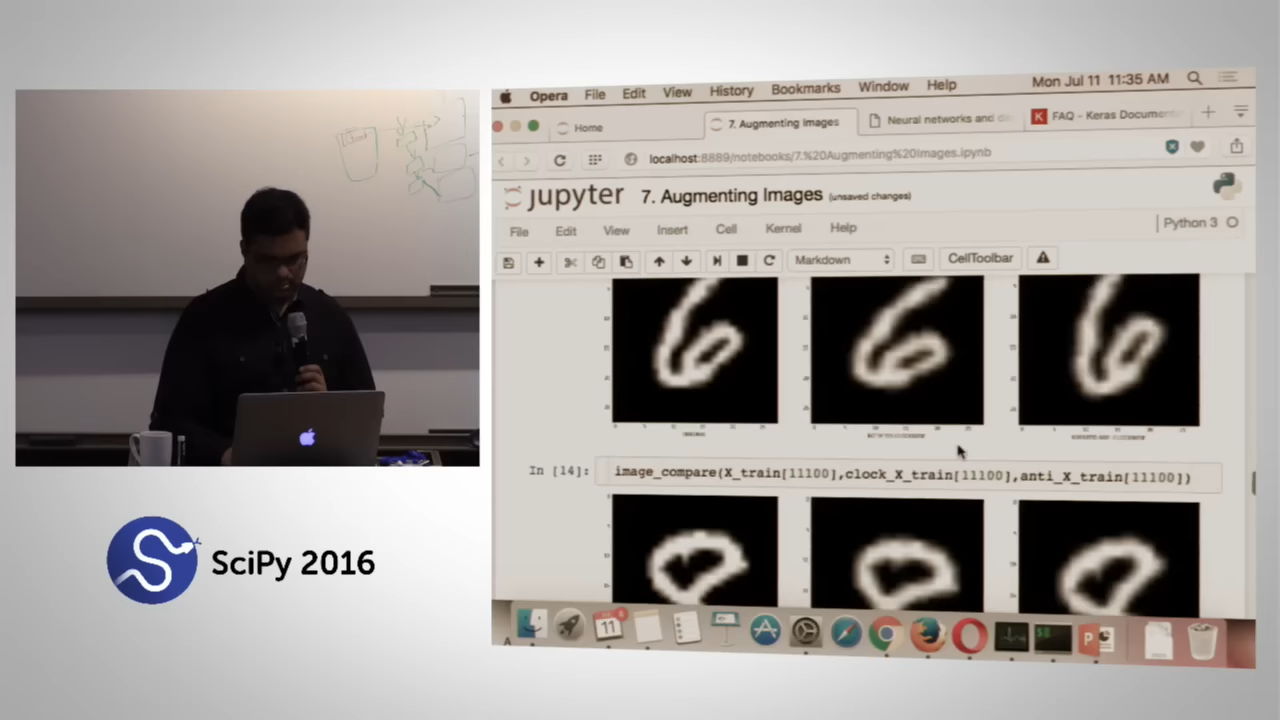 Opera File Edit View History Bookmarks Window Help Mon Jul 11 11:35 AM
Home 7. Augmenting Images Neural networks and de FAQ - Keras Document
localhost:8889/notebooks/7.%20Augmenting%20Images.ipynb
jupyter 7. Augmenting Images (unsaved changes)
File Edit View Insert Cell Kernel Help Python 3
Markdown CellToolbar
In [14]: image_compare(X_train[11100],clock_X_train[11100],anti_X_train[11100])
11
SciPy 2016